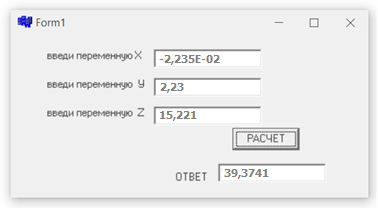 Form1
введи переменную X
-2,235E-02
введи переменную Y
2,23
введи переменную Z
15,221
РАСЧЕТ
ОТВЕТ
39,3741